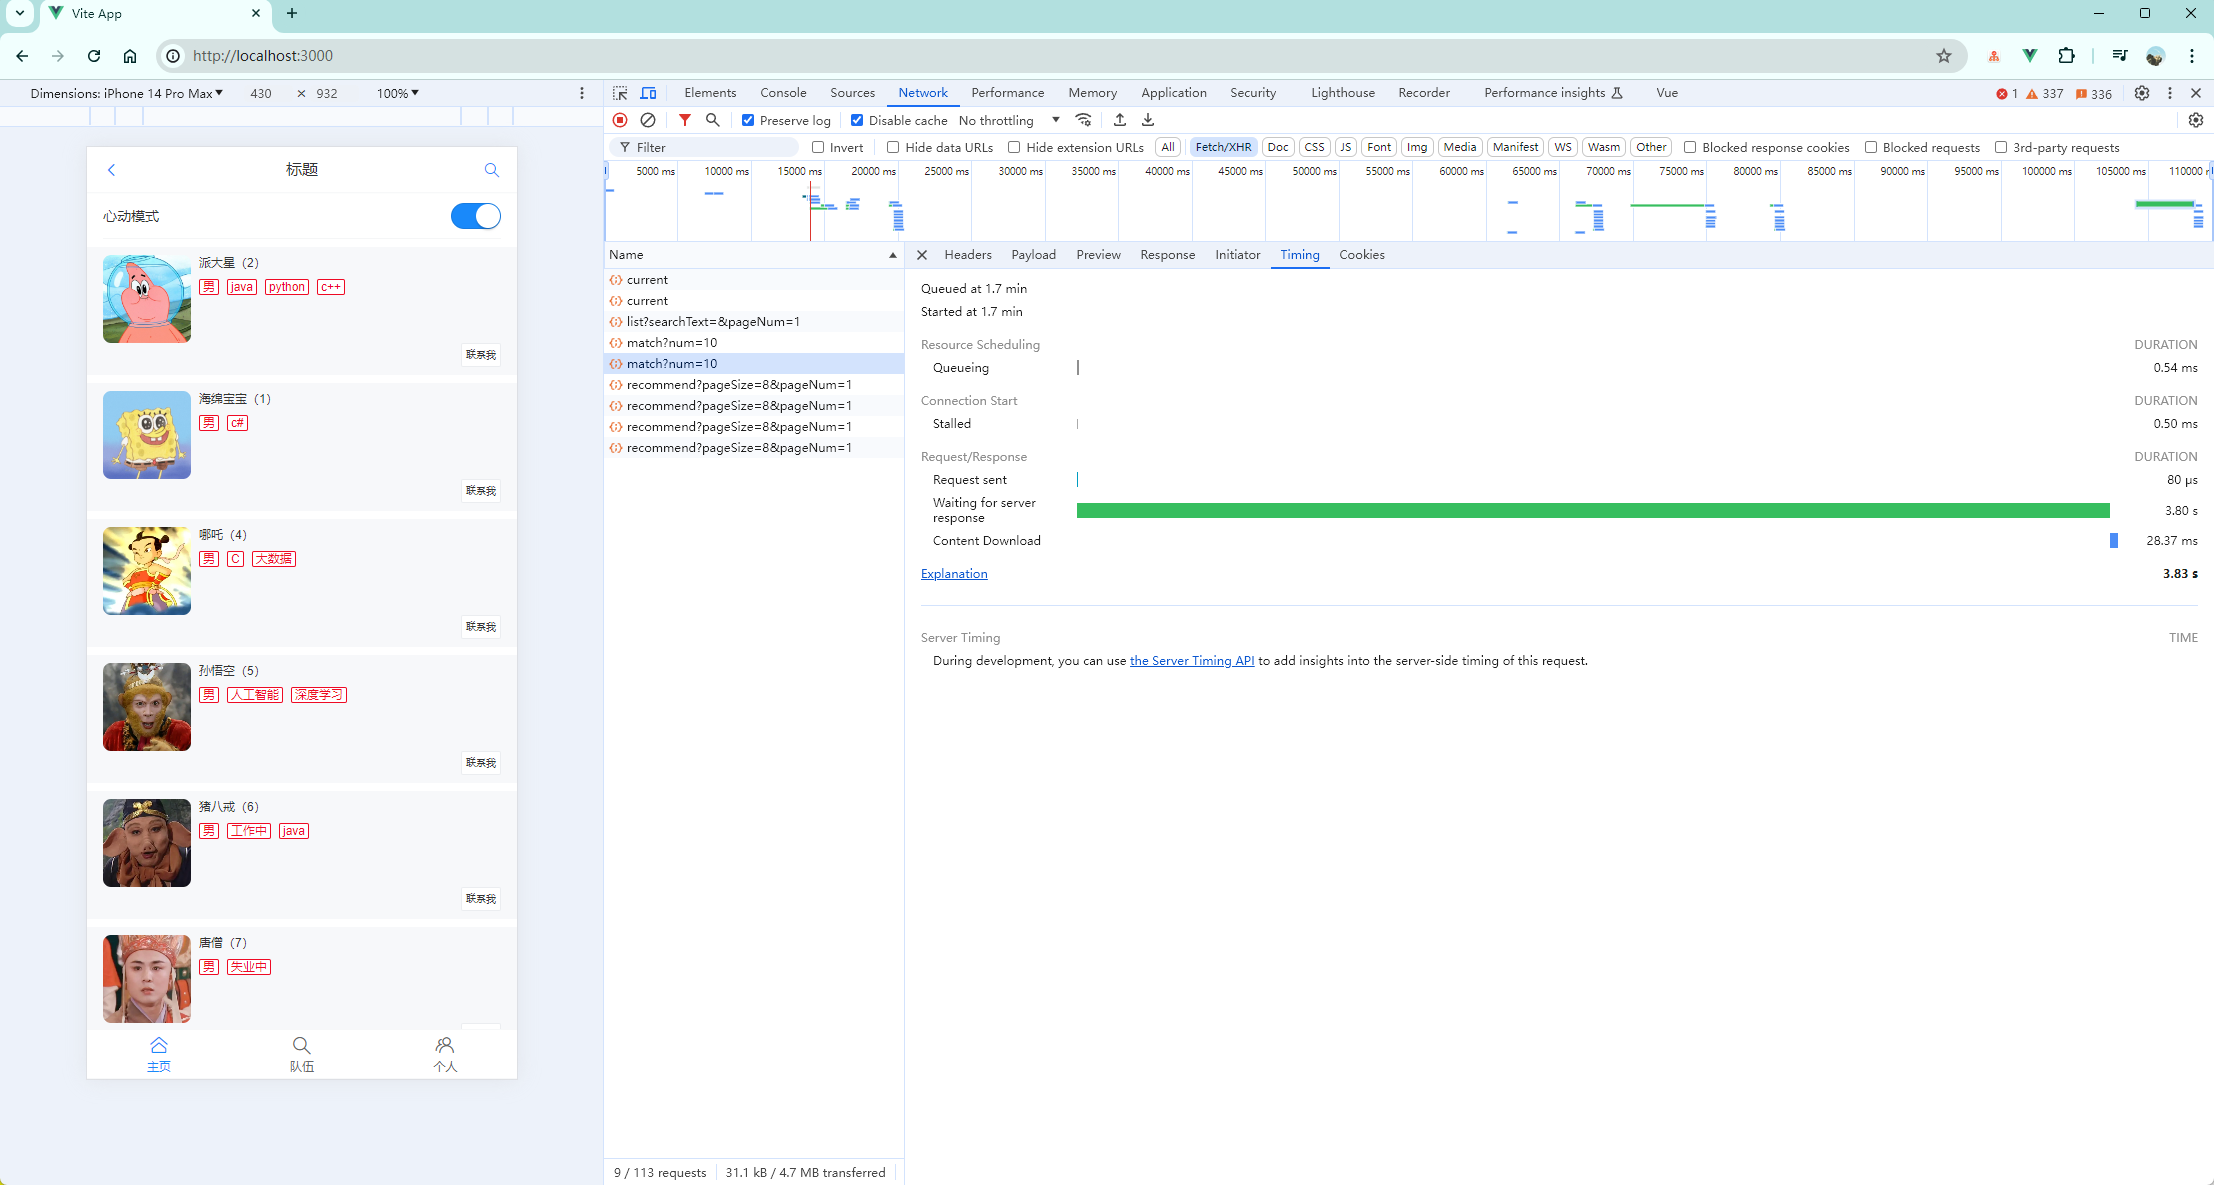 Vite App
http://localhost:3000
Dimensions: iPhone 14 Pro Max 430 × 932 100%
Elements Console Sources Network Performance Memory Application Security Lighthouse Recorder Performance insights Vue 1 337 336
Preserve log Disable cache No throttling
Filter Invert Hide data URLs Hide extension URLs All Fetch/XHR Doc CSS JS Font Img Media Manifest WS Wasm Other Blocked response cookies Blocked requests 3rd-party requests
5000 ms 10000 ms 15000 ms 20000 ms 25000 ms 30000 ms 35000 ms 40000 ms 45000 ms 50000 ms 55000 ms 60000 ms 65000 ms 70000 ms 75000 ms 80000 ms 85000 ms 90000 ms 95000 ms 100000 ms 105000 ms 110000
标题
心动模式
派大星（2）
男 java python c++
联系我
海绵宝宝（1）
男 c#
联系我
哪吒（4）
男 C 大数据
联系我
孙悟空（5）
男 人工智能 深度学习
联系我
猪八戒（6）
男 工作中 java
联系我
唐僧（7）
男 失业中
主页 队伍 个人
Name
current
current
list?searchText=&pageNum=1
match?num=10
match?num=10
recommend?pageSize=8&pageNum=1
recommend?pageSize=8&pageNum=1
recommend?pageSize=8&pageNum=1
recommend?pageSize=8&pageNum=1
9 / 113 requests 31.1 kB / 4.7 MB transferred
Headers Payload Preview Response Initiator Timing Cookies
Queued at 1.7 min
Started at 1.7 min
Resource Scheduling DURATION
Queueing 0.54 ms
Connection Start DURATION
Stalled 0.50 ms
Request/Response DURATION
Request sent 80 μs
Waiting for server
response 3.80 s
Content Download 28.37 ms
Explanation 3.83 s
Server Timing TIME
During development, you can use the Server Timing API to add insights into the server-side timing of this request.